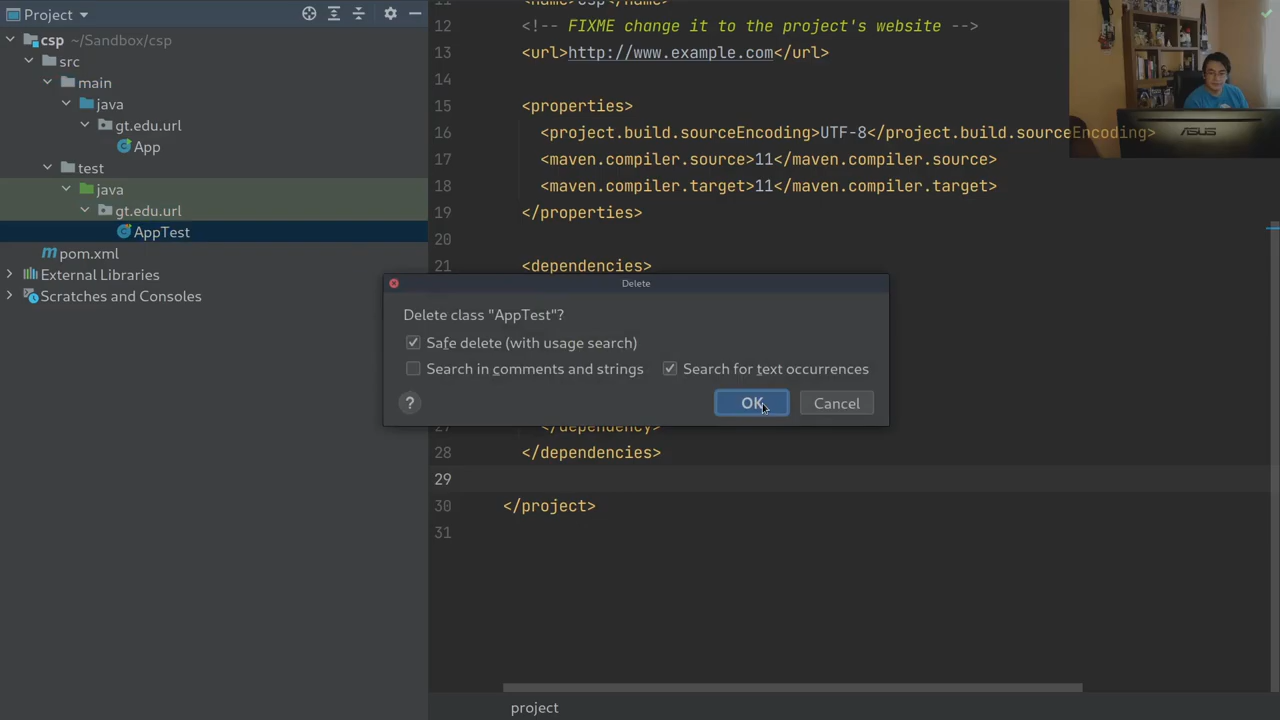 Project
csp ~/Sandbox/csp
src
main
java
gt.edu.url
App
test
java
gt.edu.url
AppTest
pom.xml
External Libraries
Scratches and Consoles
12 <!-- FIXME change it to the project's website -->
13 <url>http://www.example.com</url>
14
15 <properties>
16 <project.build.sourceEncoding>UTF-8</project.build.sourceEncoding>
17 <maven.compiler.source>11</maven.compiler.source>
18 <maven.compiler.target>11</maven.compiler.target>
19 </properties>
20
21 <dependencies>
Delete
Delete class "AppTest"?
Safe delete (with usage search)
Search in comments and strings
Search for text occurrences
?
OK
Cancel
27 </dependency>
28 </dependencies>
29
30 </project>
31
project
ASUS